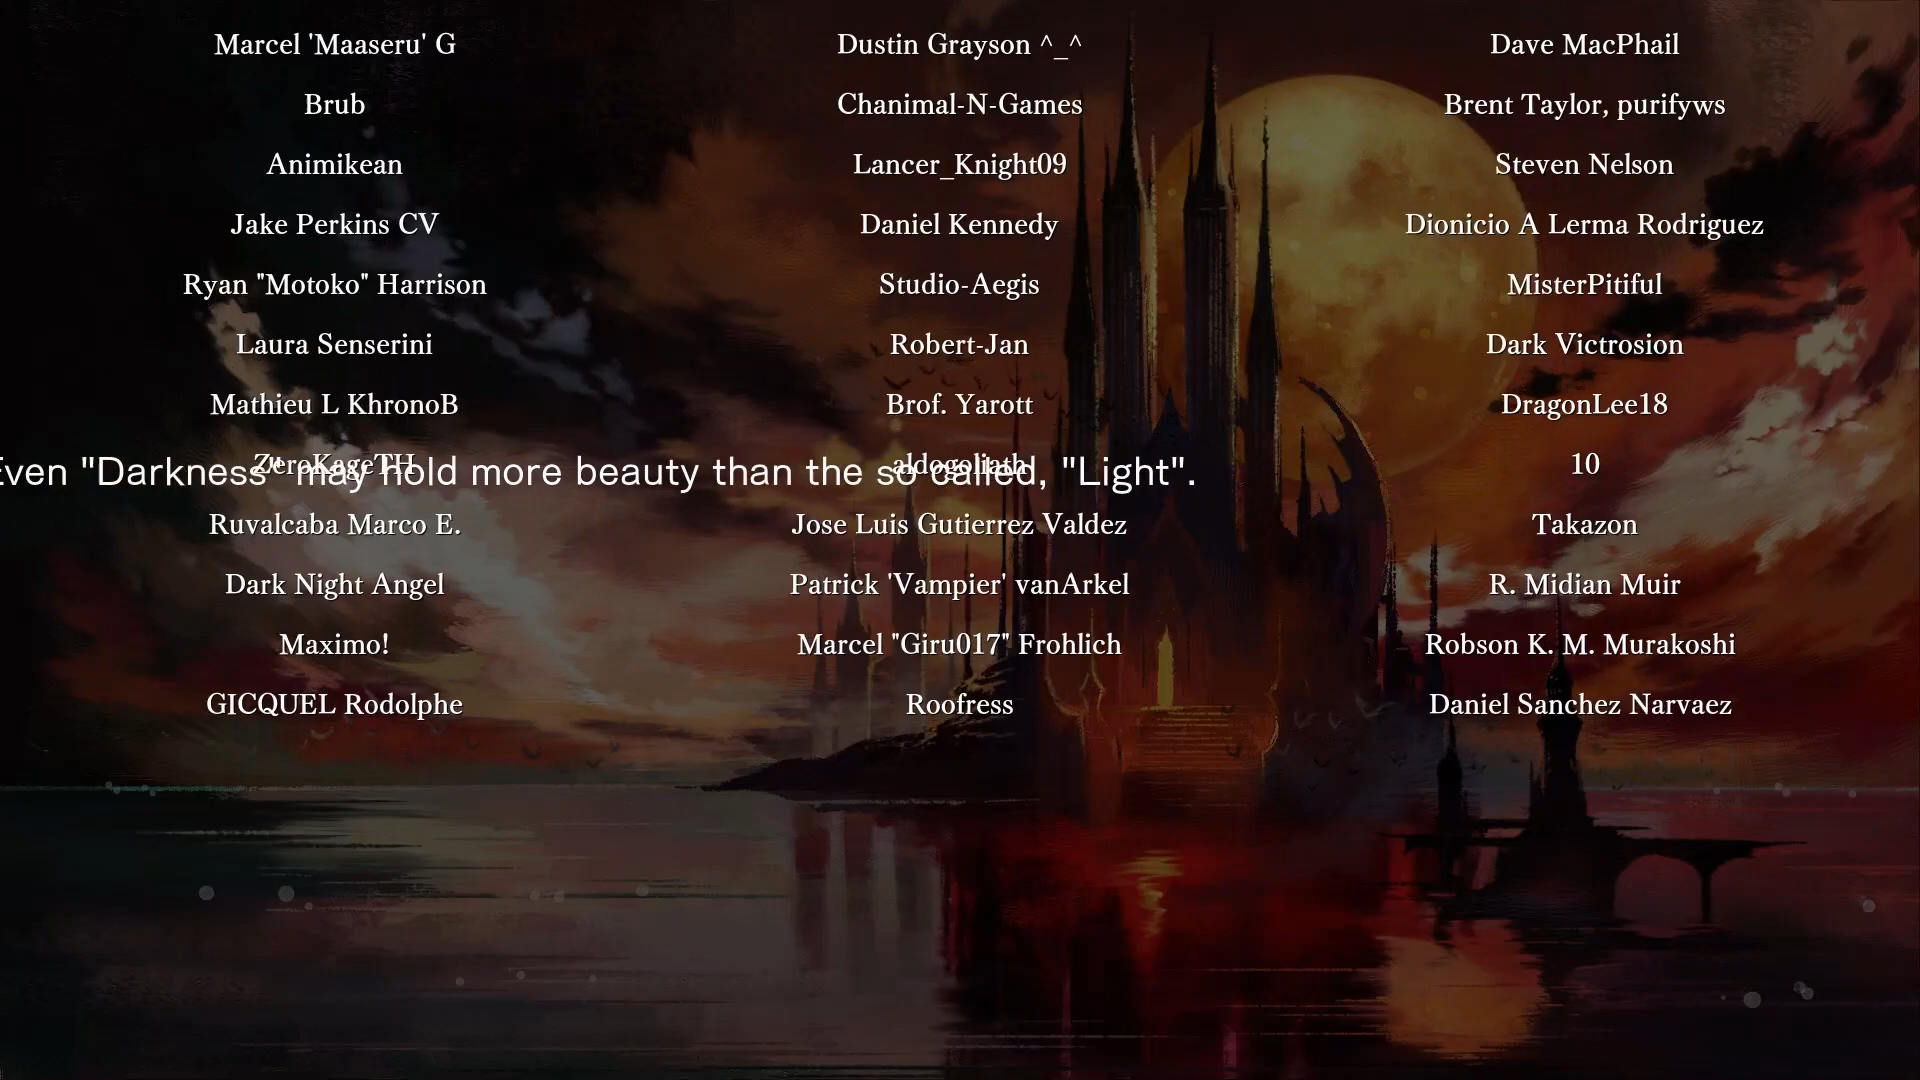 Marcel 'Maaseru' G
Dustin Grayson ^_^
Dave MacPhail
Brub
Chanimal-N-Games
Brent Taylor, purifyws
Animikean
Lancer_Knight09
Steven Nelson
Jake Perkins CV
Daniel Kennedy
Dionicio A Lerma Rodriguez
Ryan "Motoko" Harrison
Studio-Aegis
MisterPitiful
Laura Senserini
Robert-Jan
Dark Victrosion
Mathieu L KhronoB
Brof. Yarott
DragonLee18
ZeroKageTH
aldogoliath
10
Even "Darkness" may hold more beauty than the so called, "Light".
Ruvalcaba Marco E.
Jose Luis Gutierrez Valdez
Takazon
Dark Night Angel
Patrick 'Vampier' vanArkel
R. Midian Muir
Maximo!
Marcel "Giru017" Frohlich
Robson K. M. Murakoshi
GICQUEL Rodolphe
Roofress
Daniel Sanchez Narvaez